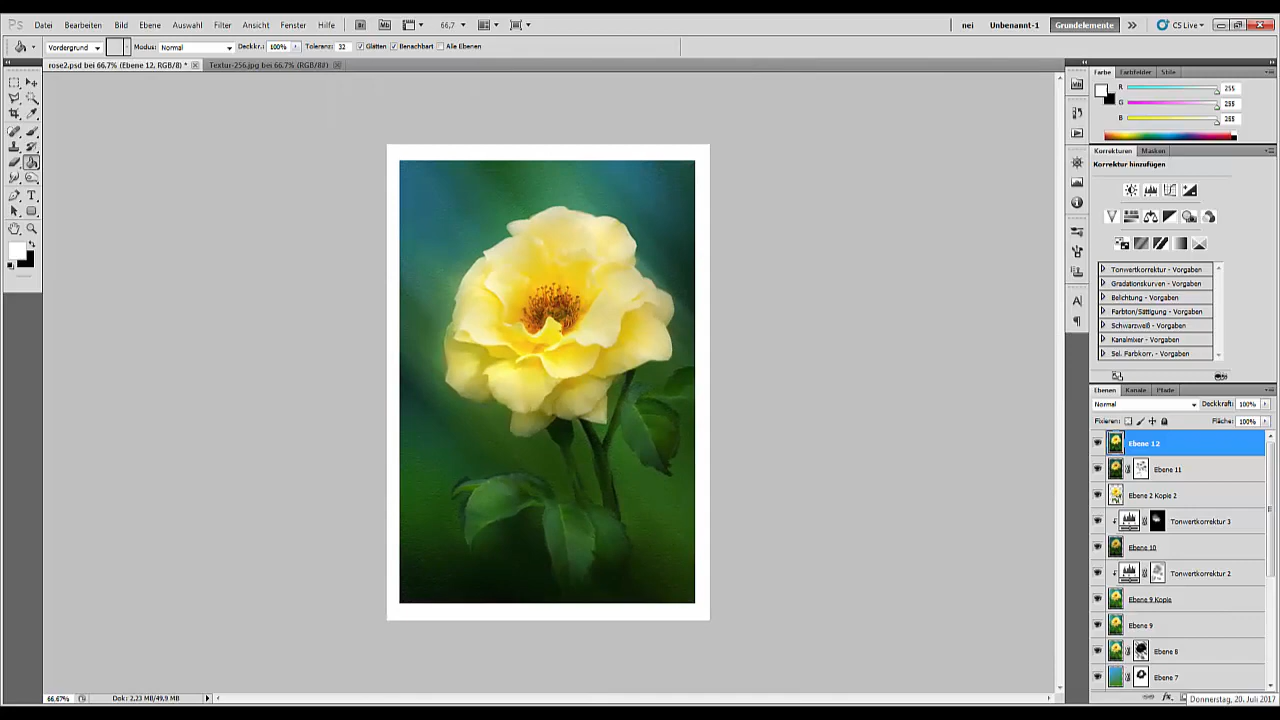 Ps Datei Bearbeiten Bild Ebene Auswahl Filter Ansicht Fenster Hilfe Br Mb 66,7 nei Unbenannt-1 Grundelemente CS Live
Vordergrund Modus: Normal Deckkr.: 100% Toleranz: 32 Glätten Benachbart Alle Ebenen
rose2.psd bei 66,7% (Ebene 12, RGB/8) * Textur-256.jpg bei 66,7% (RGB/8#)
Farbe Farbfelder Stile
R 255
G 255
B 255
Korrekturen Masken
Korrektur hinzufügen
Tonwertkorrektur - Vorgaben
Gradationskurven - Vorgaben
Belichtung - Vorgaben
Farbton/Sättigung - Vorgaben
Schwarzweiß - Vorgaben
Kanalmixer - Vorgaben
Sel. Farbkorr. - Vorgaben
Ebenen Kanäle Pfade
Normal Deckkraft: 100%
Fixieren: Fläche: 100%
Ebene 12
Ebene 11
Ebene 2 Kopie 2
Tonwertkorrektur 3
Ebene 10
Tonwertkorrektur 2
Ebene 9 Kopie
Ebene 9
Ebene 8
Ebene 7
66,67% Dok: 2,23 MB/49,9 MB
Donnerstag, 20. Juli 2017